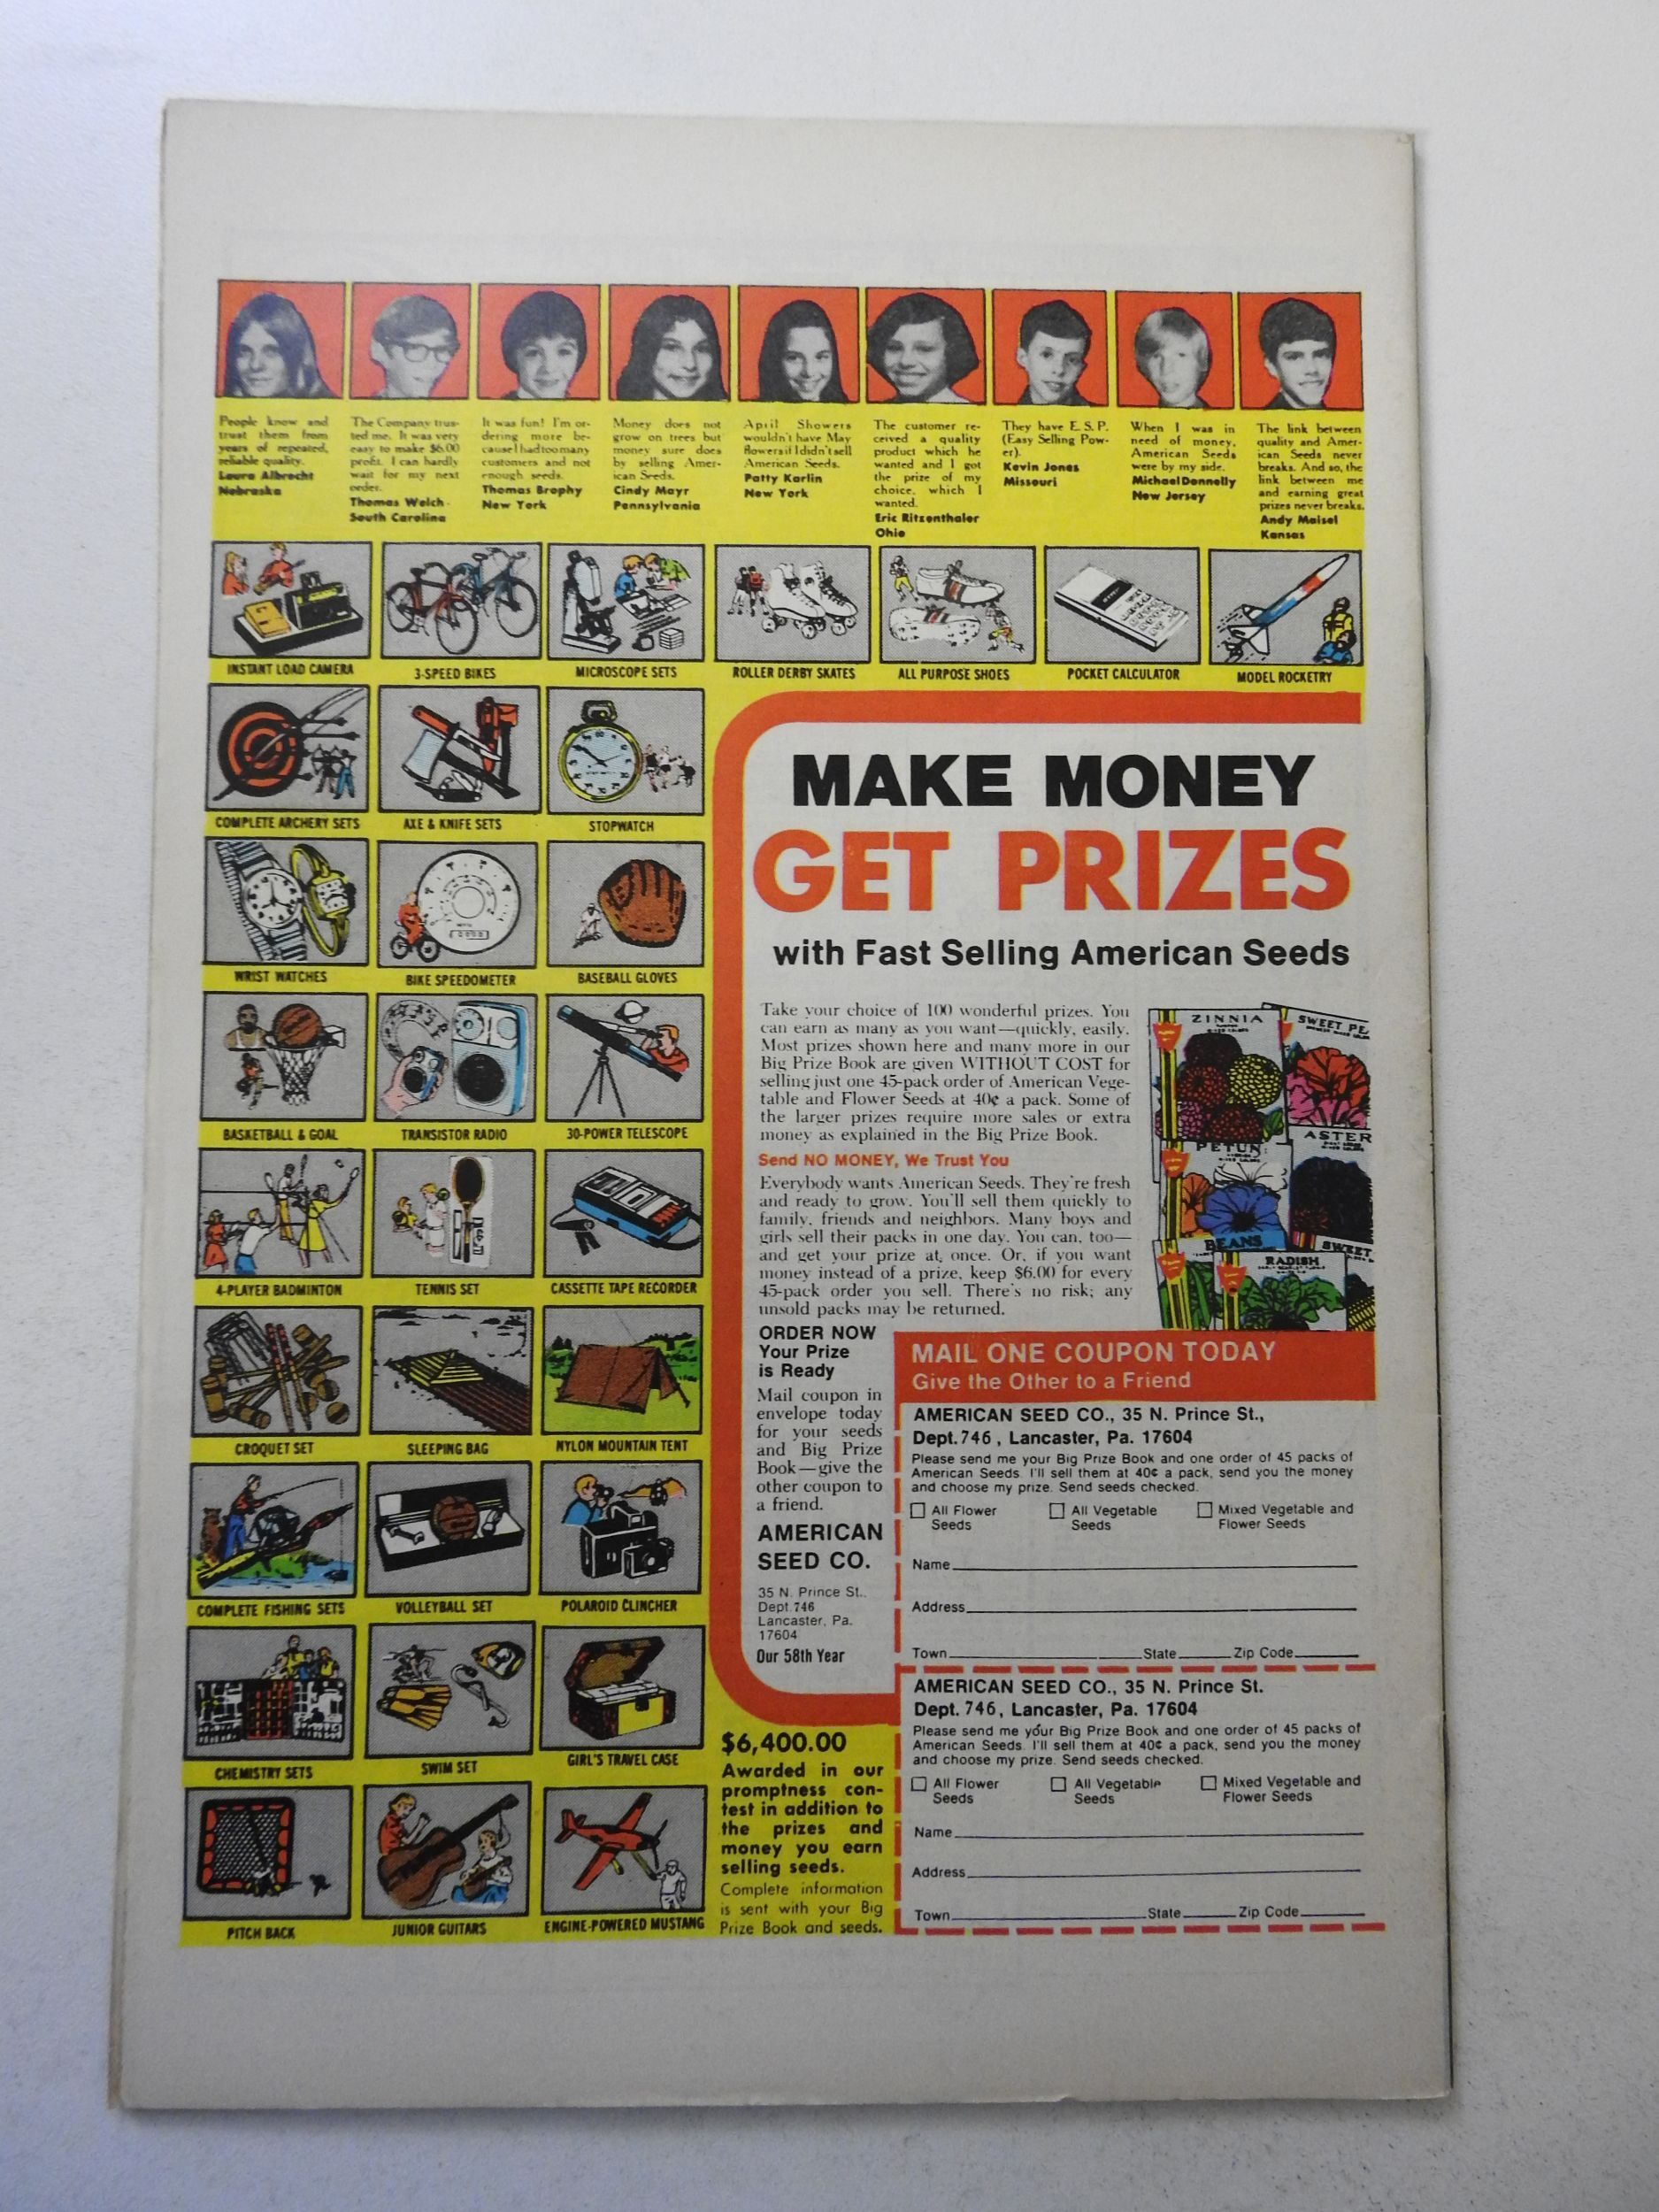 People know and
trust them from
years of repeated,
reliable quality.
Laura Albrecht
Nebraska
The Company trus-
ted me. It was very
easy to make $6.00
profit. I can hardly
wait for my next
order.
Thomas Welch
South Carolina
It was fun! I'm or-
dering more be-
cause I had too many
customers and not
enough seeds.
Thomas Brophy
New York
Money does not
grow on trees but
money sure does
by selling Amer-
ican Seeds.
Cindy Mayr
Pennsylvania
April Showers
wouldn't have May
flowers if I didn't sell
American Seeds.
Patty Karlin
New York
The customer re-
ceived a quality
product which he
wanted and I got
the prize of my
choice, which I
wanted.
Eric Ritzenthaler
Ohio
They have E.S.P.
(Easy Selling Pow-
er).
Kevin Jones
Missouri
When I was in
need of money,
American Seeds
were by my side.
Michael Donnelly
New Jersey
The link between
quality and Amer-
ican Seeds never
breaks. And so, the
link between me
and earning great
prizes never breaks.
Andy Maisel
Kansas
INSTANT LOAD CAMERA
3-SPEED BIKES
MICROSCOPE SETS
ROLLER DERBY SKATES
ALL PURPOSE SHOES
POCKET CALCULATOR
MODEL ROCKETRY
COMPLETE ARCHERY SETS
AXE & KNIFE SETS
STOPWATCH
WRIST WATCHES
BIKE SPEEDOMETER
BASEBALL GLOVES
BASKETBALL & GOAL
TRANSISTOR RADIO
30-POWER TELESCOPE
4-PLAYER BADMINTON
TENNIS SET
CASSETTE TAPE RECORDER
CROQUET SET
SLEEPING BAG
NYLON MOUNTAIN TENT
COMPLETE FISHING SETS
VOLLEYBALL SET
POLAROID CLINCHER
CHEMISTRY SETS
SWIM SET
GIRL'S TRAVEL CASE
PITCH BACK
JUNIOR GUITARS
ENGINE-POWERED MUSTANG
MAKE MONEY
GET PRIZES
with Fast Selling American Seeds
Take your choice of 100 wonderful prizes. You
can earn as many as you want—quickly, easily.
Most prizes shown here and many more in our
Big Prize Book are given WITHOUT COST for
selling just one 45-pack order of American Vege-
table and Flower Seeds at 40¢ a pack. Some of
the larger prizes require more sales or extra
money as explained in the Big Prize Book.
Send NO MONEY, We Trust You
Everybody wants American Seeds. They're fresh
and ready to grow. You'll sell them quickly to
family, friends and neighbors. Many boys and
girls sell their packs in one day. You can, too—
and get your prize at once. Or, if you want
money instead of a prize, keep $6.00 for every
45-pack order you sell. There's no risk; any
unsold packs may be returned.
ZINNIA
SWEET PE
ASTER
PETUN
BEANS
SWEET
RADISH
ORDER NOW
Your Prize
is Ready
Mail coupon in
envelope today
for your seeds
and Big Prize
Book—give the
other coupon to
a friend.
AMERICAN
SEED CO.
35 N. Prince St.,
Dept. 746
Lancaster, Pa.
17604
Our 58th Year
MAIL ONE COUPON TODAY
Give the Other to a Friend
AMERICAN SEED CO., 35 N. Prince St.,
Dept. 746, Lancaster, Pa. 17604
Please send me your Big Prize Book and one order of 45 packs of
American Seeds. I'll sell them at 40¢ a pack, send you the money
and choose my prize. Send seeds checked.
All Flower
Seeds
All Vegetable
Seeds
Mixed Vegetable and
Flower Seeds
Name
Address
Town State Zip Code
AMERICAN SEED CO., 35 N. Prince St.
Dept. 746, Lancaster, Pa. 17604
Please send me your Big Prize Book and one order of 45 packs of
American Seeds. I'll sell them at 40¢ a pack, send you the money
and choose my prize. Send seeds checked.
All Flower
Seeds
All Vegetable
Seeds
Mixed Vegetable and
Flower Seeds
Name
Address
Town State Zip Code
$6,400.00
Awarded in our
promptness con-
test in addition to
the prizes and
money you earn
selling seeds.
Complete information
is sent with your Big
Prize Book and seeds.